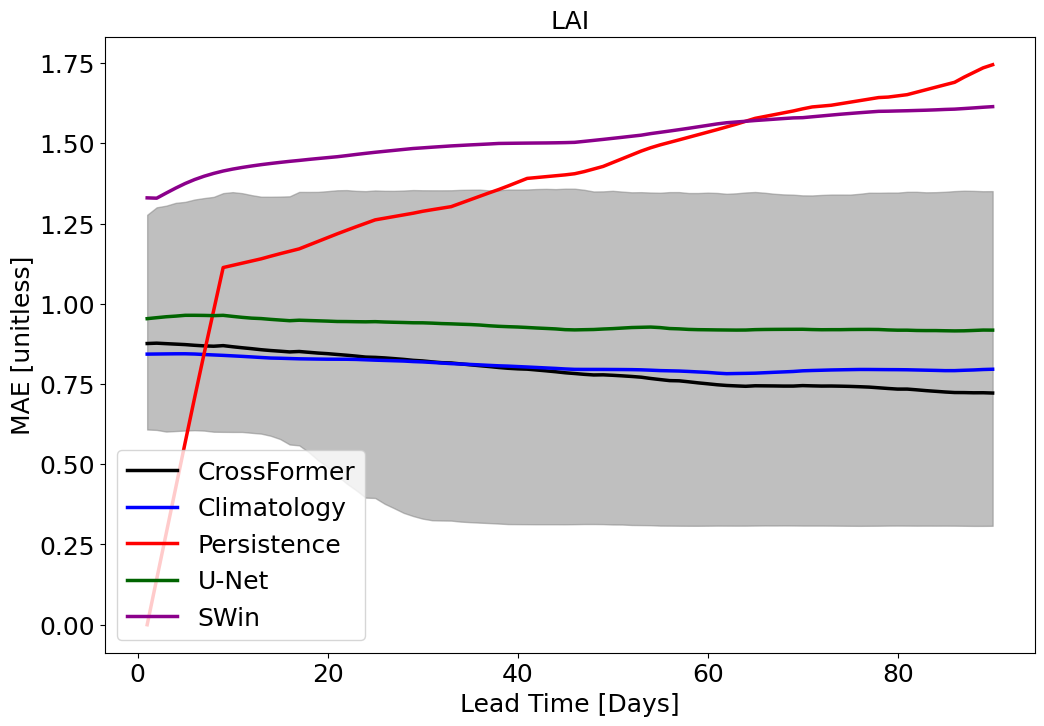 LAI
MAE [unitless]
1.75
1.50
1.25
1.00
0.75
0.50
0.25
0.00
CrossFormer
Climatology
Persistence
U-Net
SWin
0 20 40 60 80
Lead Time [Days]